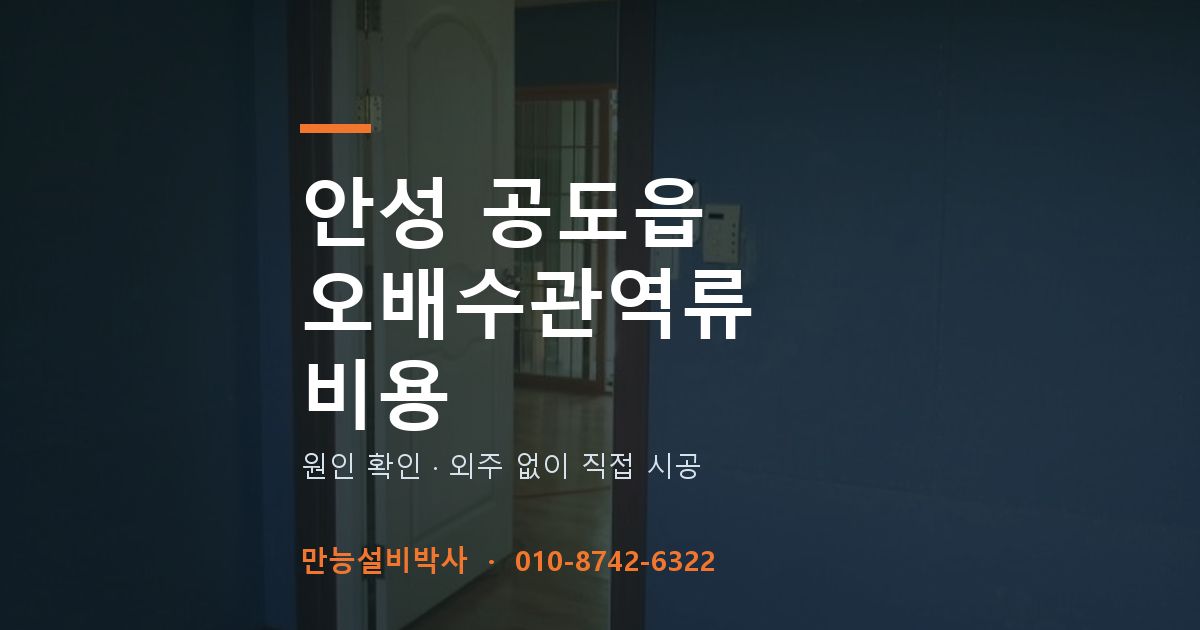 안성 공도읍
오배수관역류
비용
원인 확인 · 외주 없이 직접 시공
만능설비박사 · 010-8742-6322